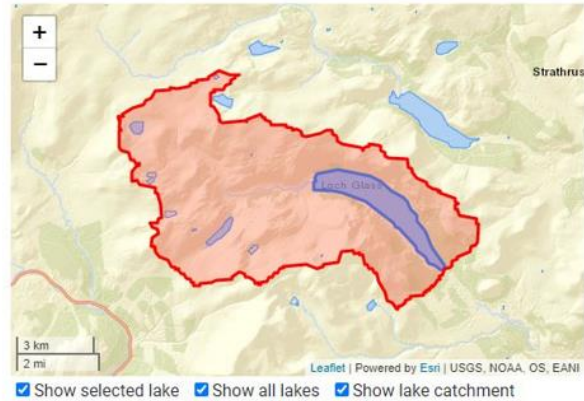 +
−
Strathrus
Loch Glass
3 km
2 mi
Leaflet | Powered by Esri | USGS, NOAA, OS, EANI
Show selected lake Show all lakes Show lake catchment